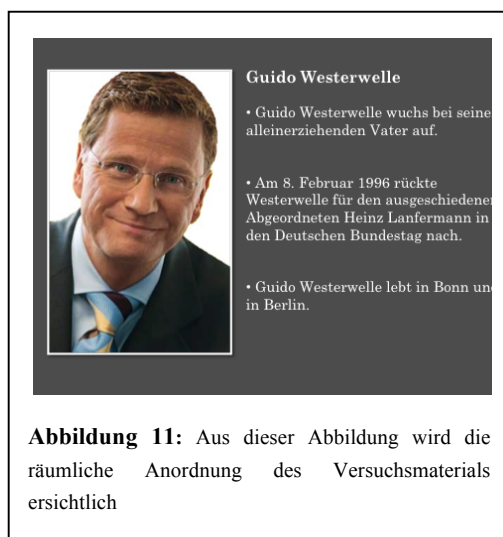 Guido Westerwelle
• Guido Westerwelle wuchs bei seine
alleinerziehenden Vater auf.
• Am 8. Februar 1996 rückte
Westerwelle für den ausgeschiedenen
Abgeordneten Heinz Lanfermann in
den Deutschen Bundestag nach.
• Guido Westerwelle lebt in Bonn und
in Berlin.
Abbildung 11: Aus dieser Abbildung wird die
räumliche Anordnung des Versuchsmaterials
ersichtlich